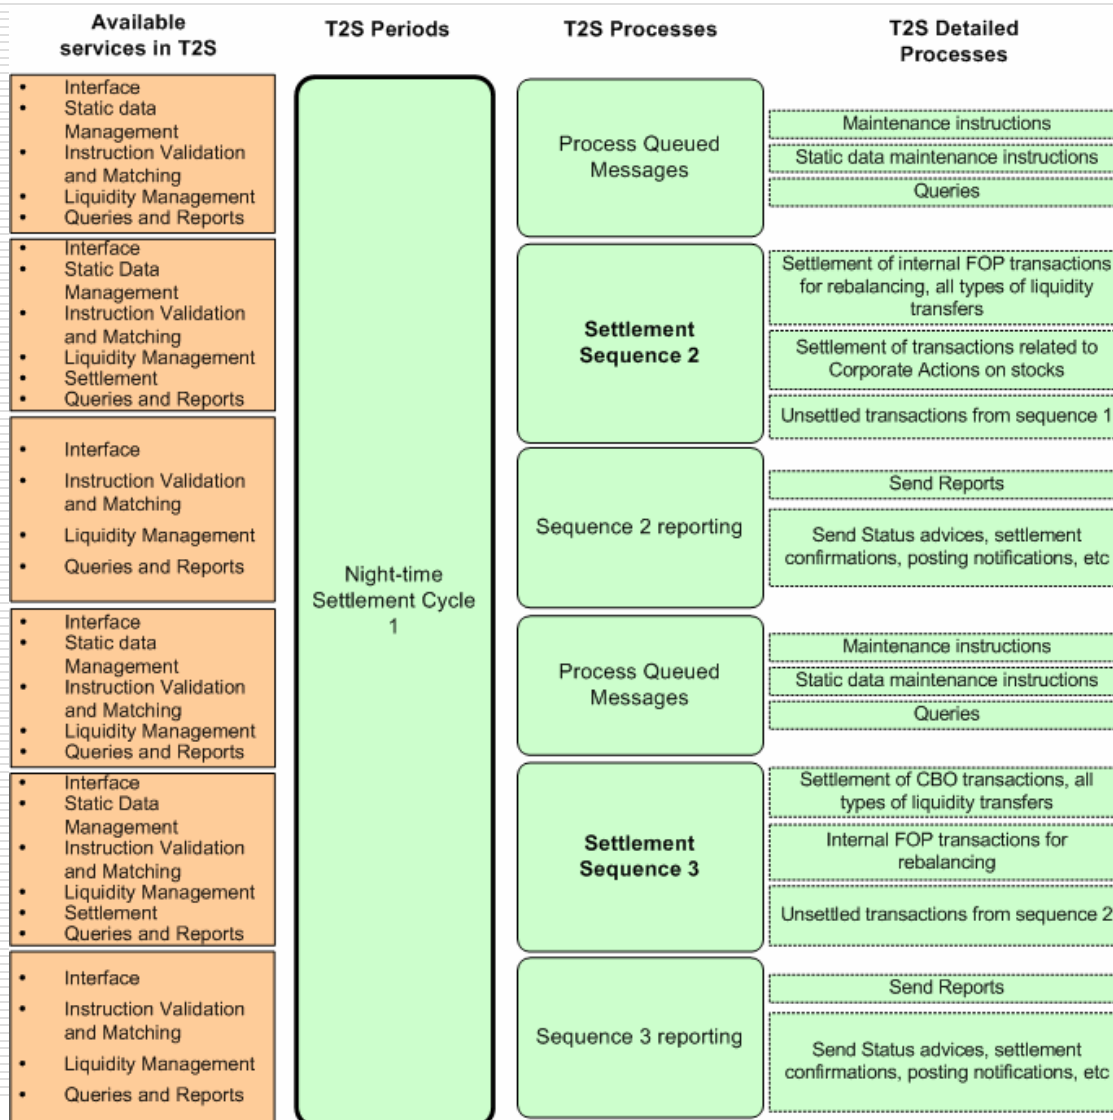 Available
services in T2S
T2S Periods
T2S Processes
T2S Detailed
Processes
• Interface
• Static data
Management
• Instruction Validation
and Matching
• Liquidity Management
• Queries and Reports
Night-time
Settlement Cycle
1
Process Queued
Messages
Maintenance instructions
Static data maintenance instructions
Queries
• Interface
• Static Data
Management
• Instruction Validation
and Matching
• Liquidity Management
• Settlement
• Queries and Reports
Settlement
Sequence 2
Settlement of internal FOP transactions
for rebalancing, all types of liquidity
transfers
Settlement of transactions related to
Corporate Actions on stocks
Unsettled transactions from sequence 1
• Interface
• Instruction Validation
and Matching
• Liquidity Management
• Queries and Reports
Sequence 2 reporting
Send Reports
Send Status advices, settlement
confirmations, posting notifications, etc
• Interface
• Static data
Management
• Instruction Validation
and Matching
• Liquidity Management
• Queries and Reports
Process Queued
Messages
Maintenance instructions
Static data maintenance instructions
Queries
• Interface
• Static Data
Management
• Instruction Validation
and Matching
• Liquidity Management
• Settlement
• Queries and Reports
Settlement
Sequence 3
Settlement of CBO transactions, all
types of liquidity transfers
Internal FOP transactions for
rebalancing
Unsettled transactions from sequence 2
• Interface
• Instruction Validation
and Matching
• Liquidity Management
• Queries and Reports
Sequence 3 reporting
Send Reports
Send Status advices, settlement
confirmations, posting notifications, etc